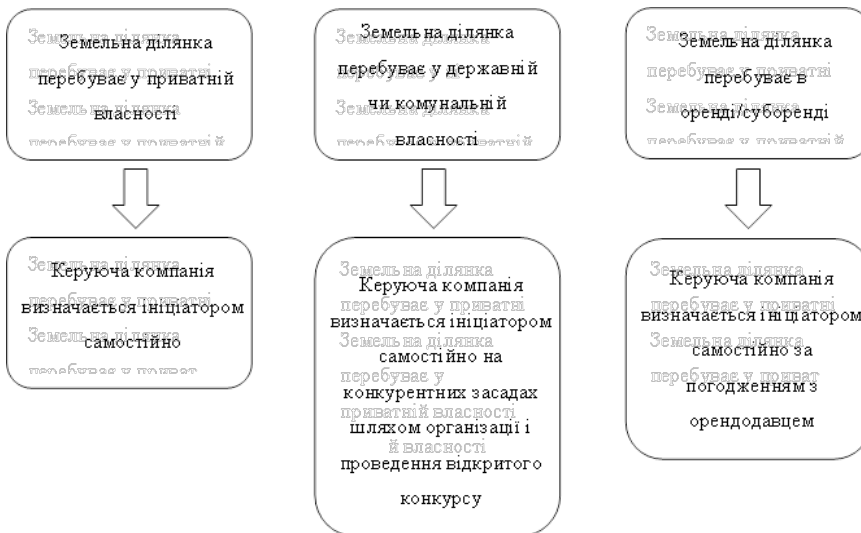 Земельна ділянка
перебуває у приватній
власності
Земельна ділянка
перебуває у державній
чи комунальній
власності
Земельна ділянка
перебуває в
оренді/суборенді
Керуюча компанія
визначається ініціатором
самостійно
Керуюча компанія
визначається ініціатором
самостійно на
конкурентних засадах
шляхом організації і
проведення відкритого
конкурсу
Керуюча компанія
визначається ініціатором
самостійно за
погодженням з
орендодавцем